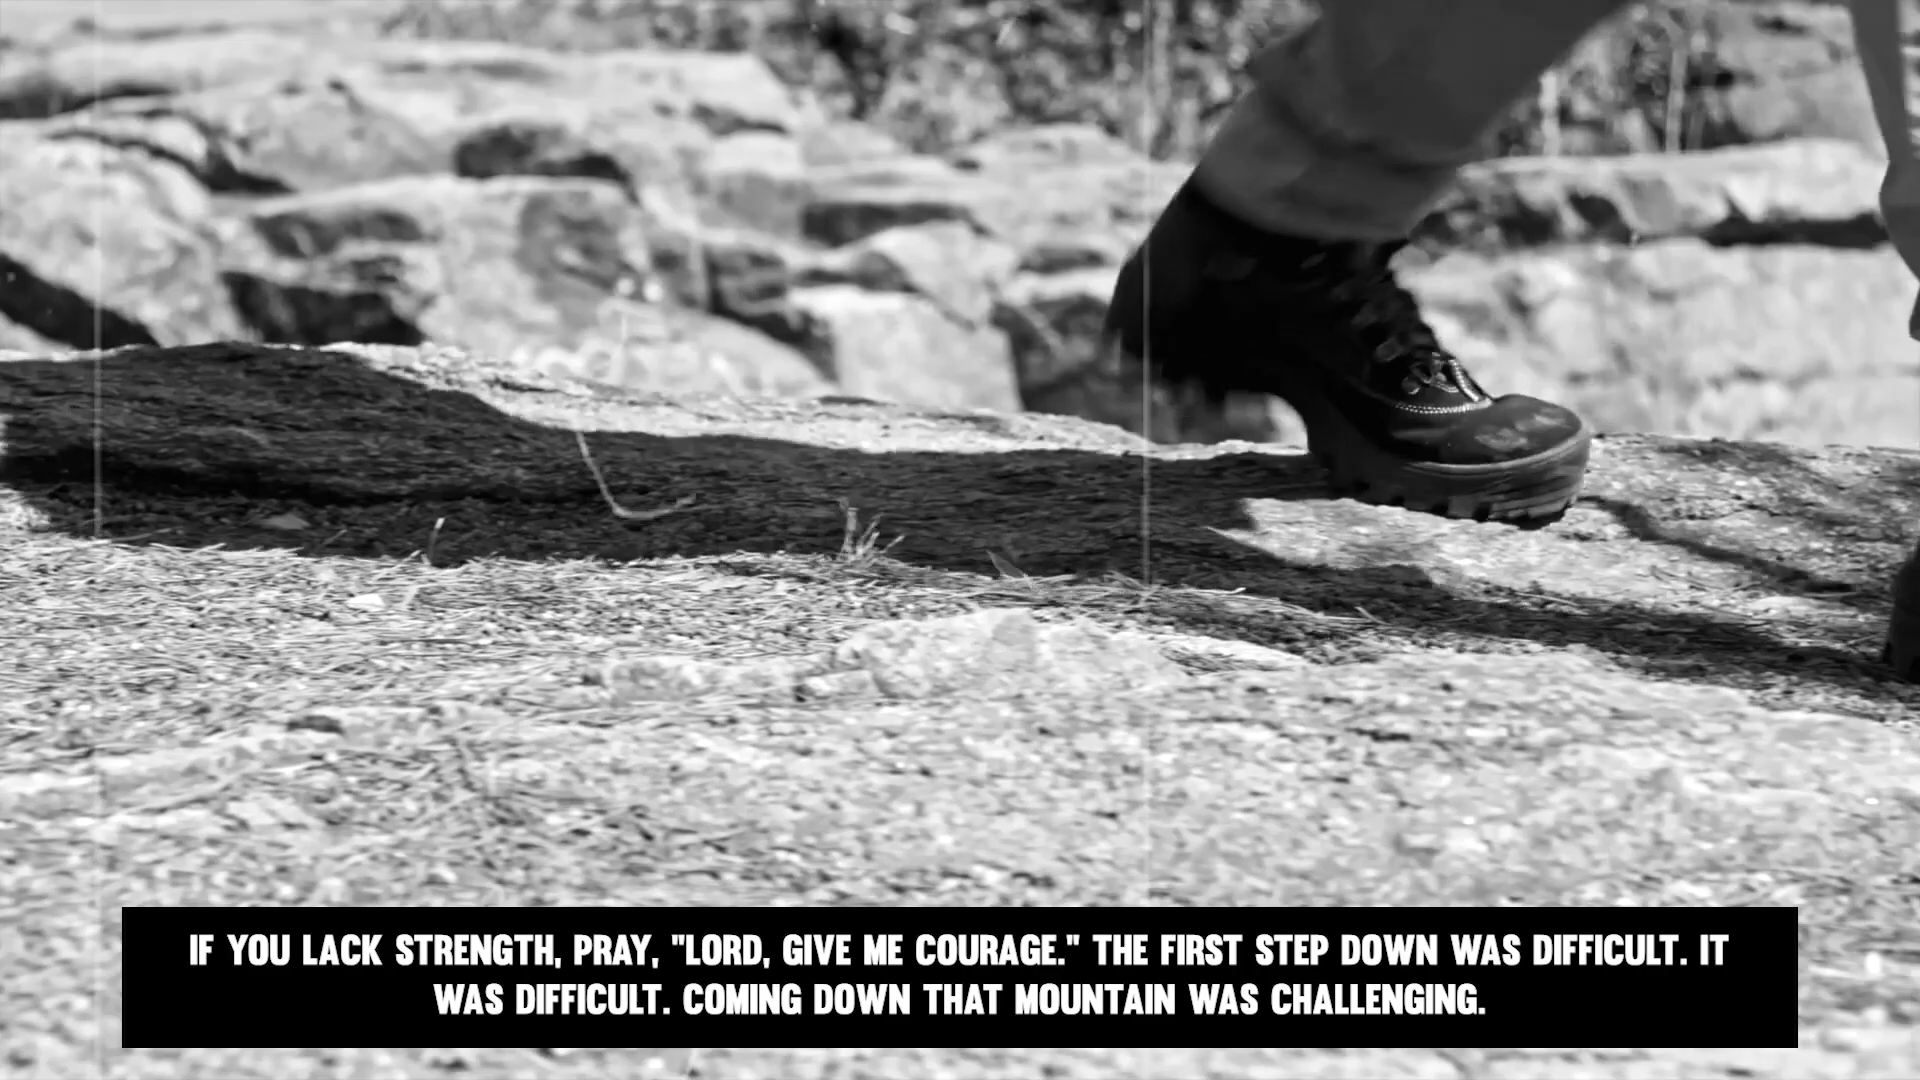 IF YOU LACK STRENGTH, PRAY, "LORD, GIVE ME COURAGE." THE FIRST STEP DOWN WAS DIFFICULT. IT
WAS DIFFICULT. COMING DOWN THAT MOUNTAIN WAS CHALLENGING.